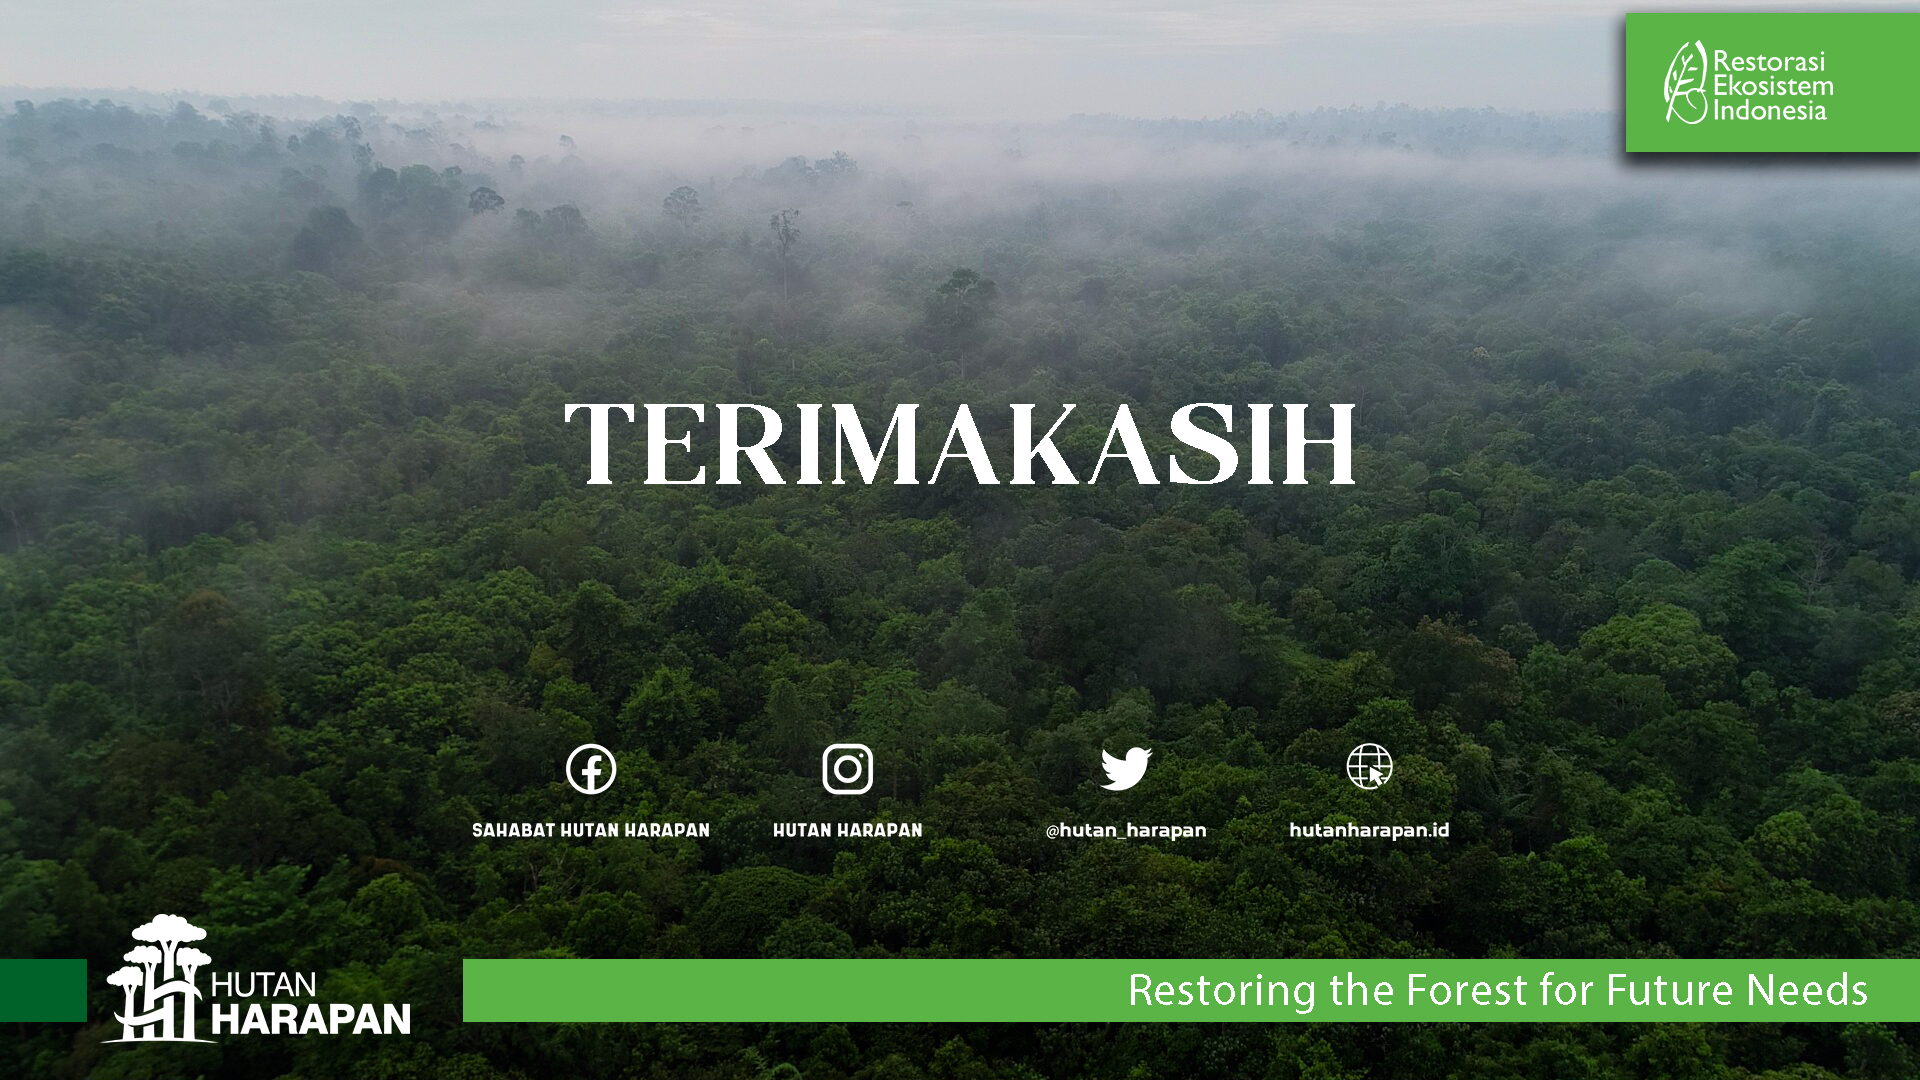 Restorasi
Ekosistem
Indonesia
TERIMAKASIH
SAHABAT HUTAN HARAPAN
HUTAN HARAPAN
@hutan_harapan
hutanharapan.id
HUTAN
HARAPAN
Restoring the Forest for Future Needs